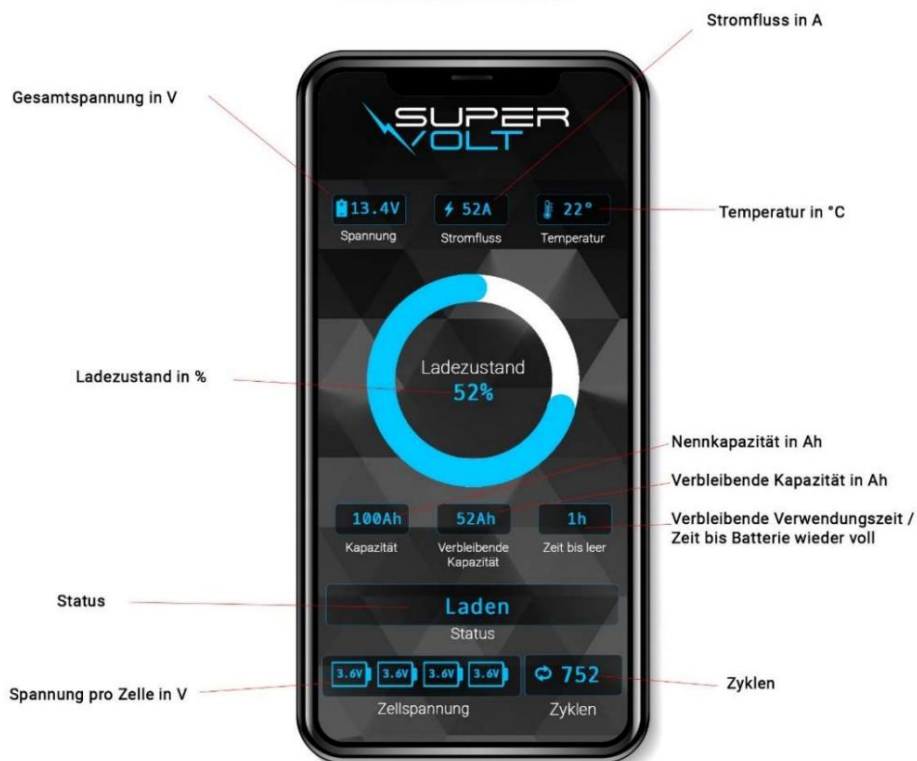 Stromfluss in A
Gesamtspannung in V
SUPER
VOLT
13.4V
52A
22°
Spannung
Stromfluss
Temperatur
Temperatur in °C
Ladezustand
52%
Ladezustand in %
Nennkapazität in Ah
Verbleibende Kapazität in Ah
Verbleibende Verwendungszeit /
Zeit bis Batterie wieder voll
100Ah
52Ah
1h
Kapazität
Verbleibende
Kapazität
Zeit bis leer
Status
Laden
Status
3.6V 3.6V 3.6V 3.6V
752
Spannung pro Zelle in V
Zellspannung
Zyklen
Zyklen